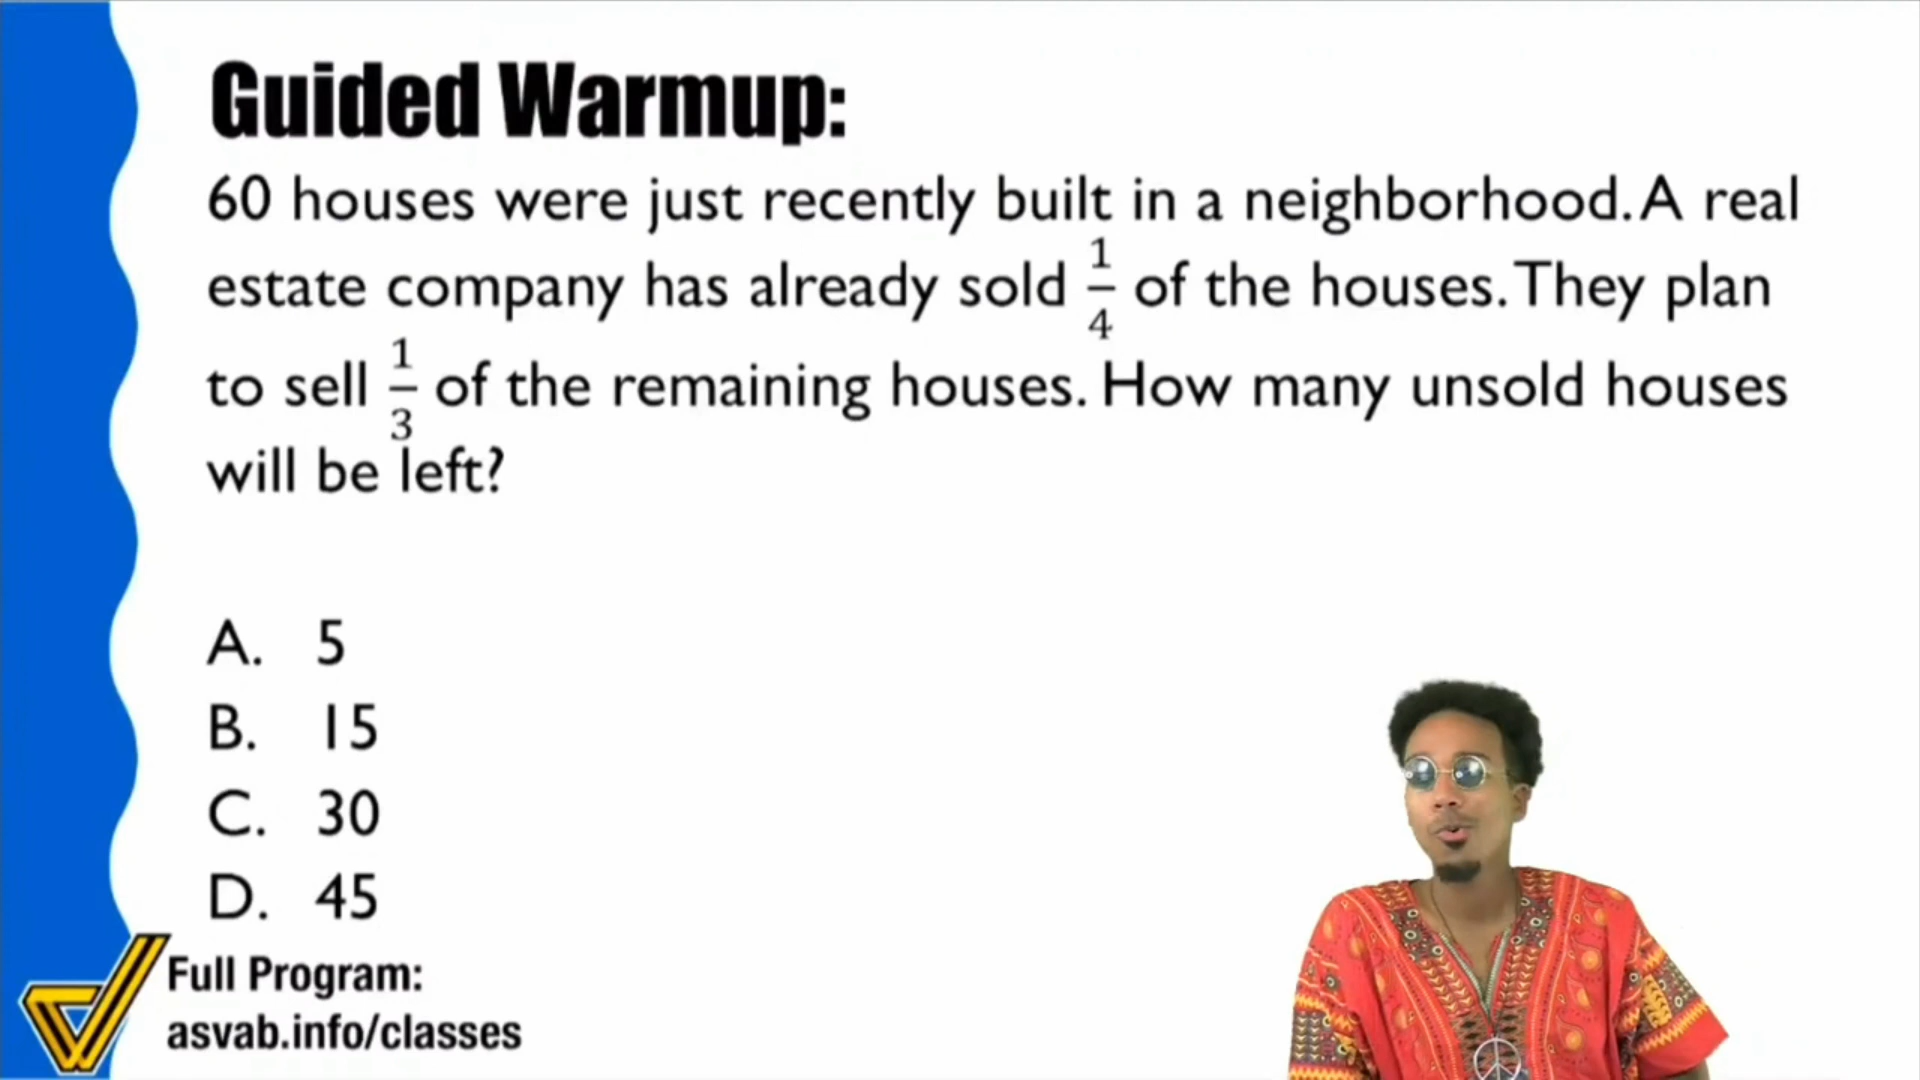 Guided Warmup:
60 houses were just recently built in a neighborhood. A real
estate company has already sold 1/4 of the houses. They plan
to sell 1/3 of the remaining houses. How many unsold houses
will be left?
A. 5
B. 15
C. 30
D. 45
Full Program:
asvab.info/classes